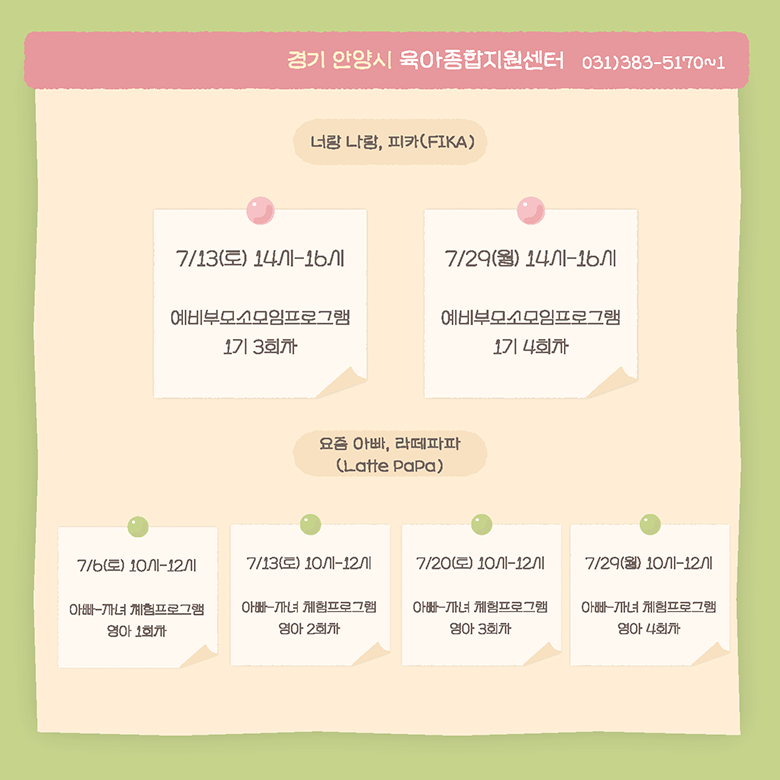 경기 안양시 육아종합지원센터 031)383-5170~1
너랑 나랑, 피카(FIKA)
7/13(토) 14시-16시
예비부모소모임프로그램
1기 3회차
7/29(월) 14시-16시
예비부모소모임프로그램
1기 4회차
요즘 아빠, 라떼파파
(Latte PaPa)
7/6(토) 10시-12시
아빠-자녀 체험프로그램
영아 1회차
7/13(토) 10시-12시
아빠-자녀 체험프로그램
영아 2회차
7/20(토) 10시-12시
아빠-자녀 체험프로그램
영아 3회차
7/29(월) 10시-12시
아빠-자녀 체험프로그램
영아 4회차